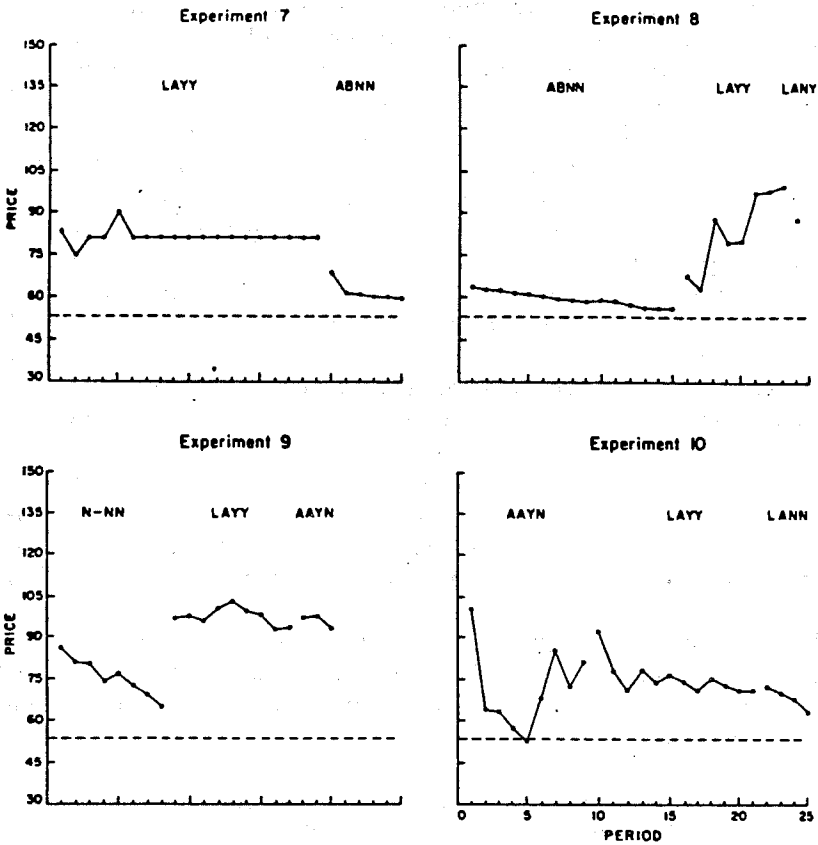 Experiment 7
Experiment 8
150
135
120
105
90
75
60
45
30
PRICE
LAYY
ABNN
ABNN
LAYY
LANY
Experiment 9
Experiment 10
150
135
120
105
90
75
60
45
30
PRICE
N-NN
LAYY
AAYN
AAYN
LAYY
LANN
0
5
10
15
20
25
PERIOD